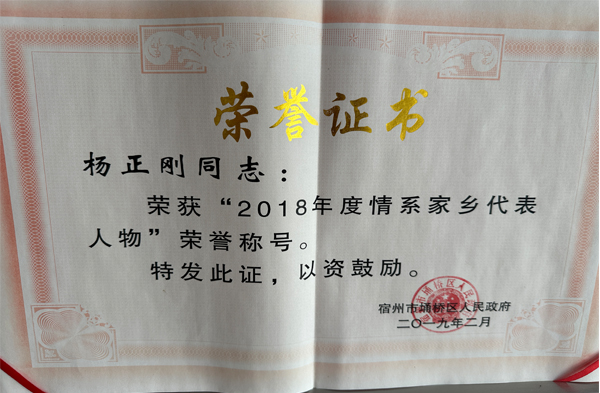 荣誉证书
杨正刚同志：
荣获“2018年度情系家乡代表
人物”荣誉称号。
特发此证，以资鼓励。
宿州市埇桥区人民政府
二〇一九年二月